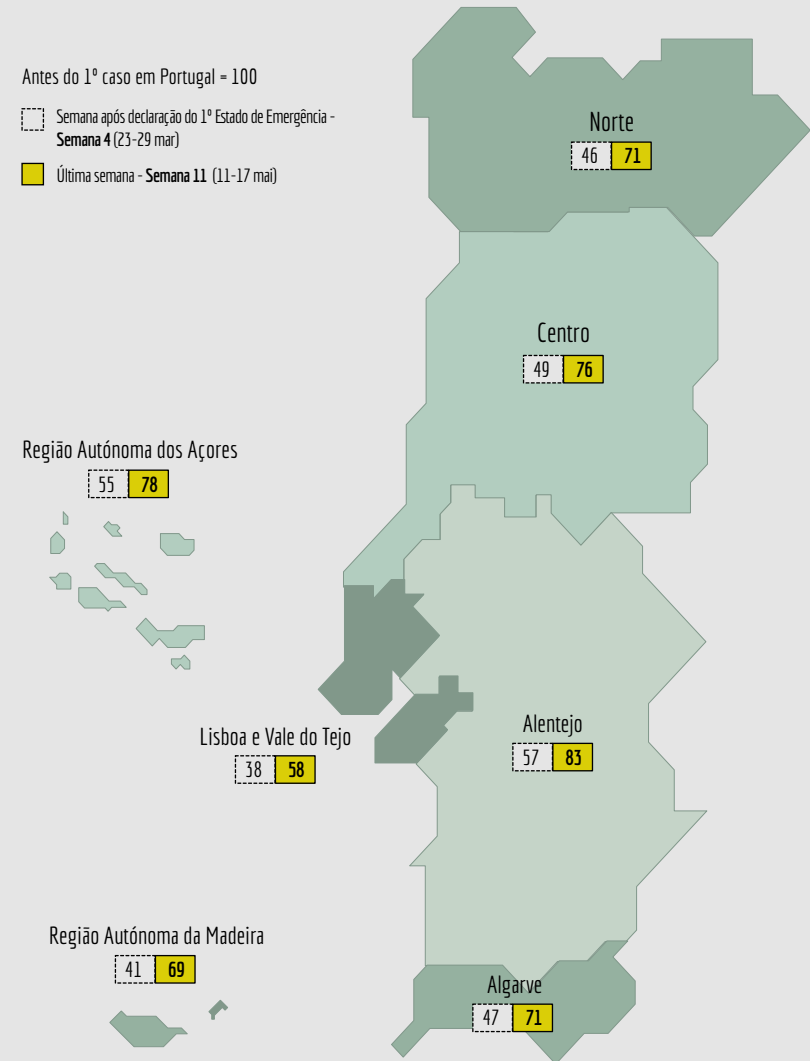 Antes do 1º caso em Portugal = 100
Semana após declaração do 1º Estado de Emergência -
Semana 4 (23-29 mar)
Última semana - Semana 11 (11-17 mai)
Norte
46 71
Centro
49 76
Região Autónoma dos Açores
55 78
Lisboa e Vale do Tejo
38 58
Alentejo
57 83
Região Autónoma da Madeira
41 69
Algarve
47 71